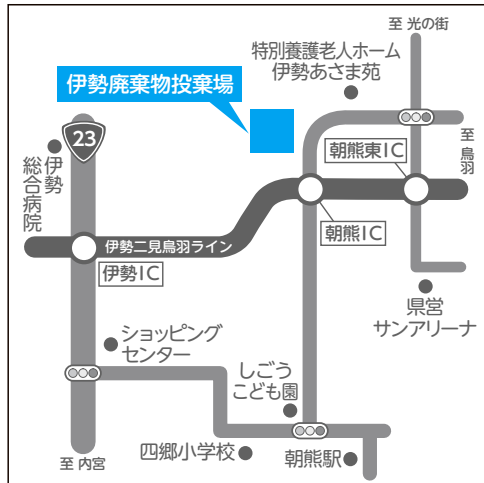 至 光の街
特別養護老人ホーム
伊勢あさま苑
伊勢廃棄物投棄場
至 鳥羽
23
朝熊東IC
伊勢
総合病院
朝熊IC
伊勢二見鳥羽ライン
伊勢IC
県営
サンアリーナ
ショッピング
センター
しごう
こども園
四郷小学校
朝熊駅
至 内宮